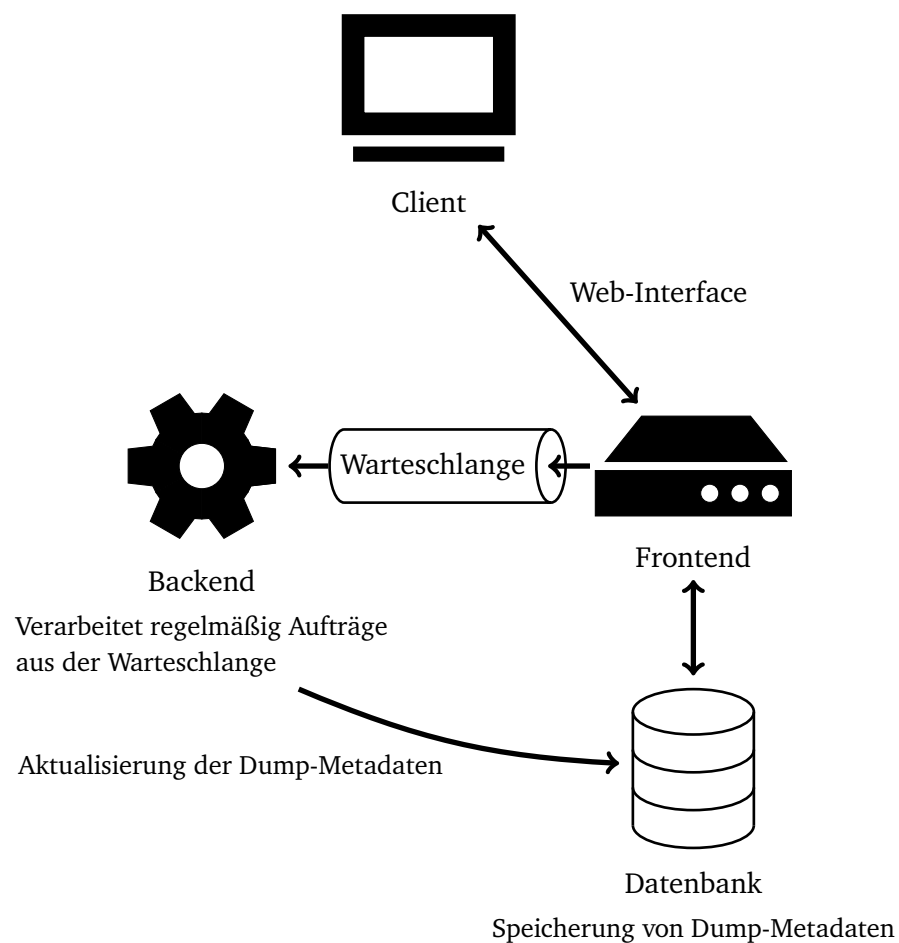 Client
Web-Interface
Warteschlange
Frontend
Backend
Verarbeitet regelmäßig Aufträge
aus der Warteschlange
Aktualisierung der Dump-Metadaten
Datenbank
Speicherung von Dump-Metadaten